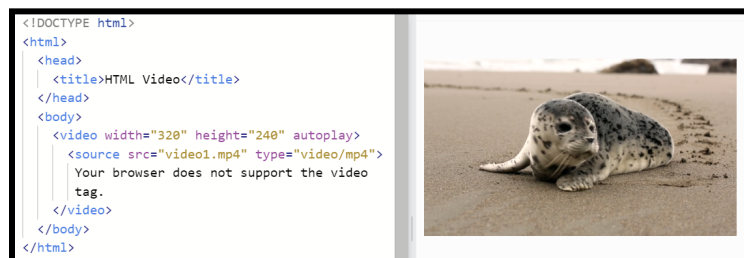 <!DOCTYPE html>
<html>
<head>
<title>HTML Video</title>
</head>
<body>
<video width="320" height="240" autoplay>
<source src="video1.mp4" type="video/mp4">
Your browser does not support the video
tag.
</video>
</body>
</html>